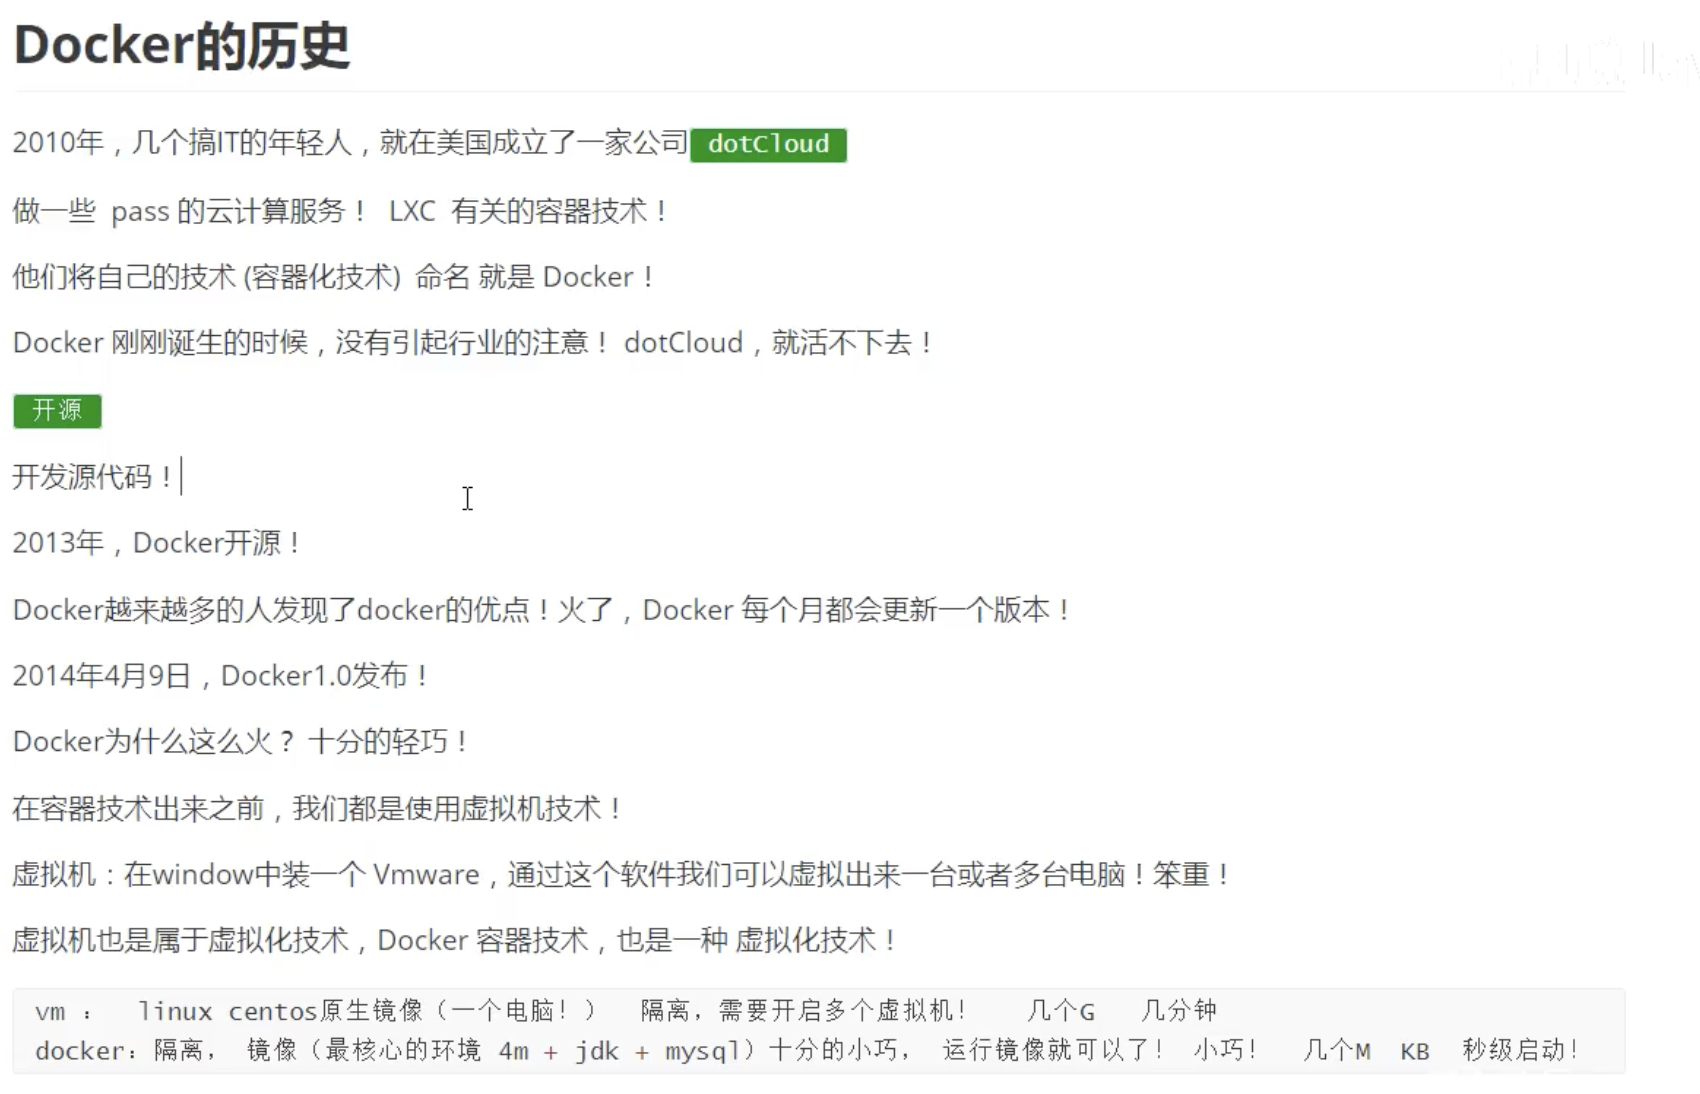 Docker的历史
2010年，几个搞IT的年轻人，就在美国成立了一家公司 dotCloud
做一些 pass 的云计算服务！ LXC 有关的容器技术！
他们将自己的技术 (容器化技术) 命名 就是 Docker！
Docker 刚刚诞生的时候，没有引起行业的注意！ dotCloud，就活不下去！
开源
开发源代码！
2013年，Docker开源！
Docker越来越多的人发现了docker的优点！火了，Docker 每个月都会更新一个版本！
2014年4月9日，Docker1.0发布！
Docker为什么这么火？ 十分的轻巧！
在容器技术出来之前，我们都是使用虚拟机技术！
虚拟机：在window中装一个 Vmware，通过这个软件我们可以虚拟出来一台或者多台电脑！笨重！
虚拟机也是属于虚拟化技术，Docker 容器技术，也是一种 虚拟化技术！
vm ： linux centos原生镜像（一个电脑！） 隔离，需要开启多个虚拟机！ 几个G 几分钟
docker：隔离， 镜像（最核心的环境 4m + jdk + mysql）十分的小巧， 运行镜像就可以了！ 小巧！ 几个M KB 秒级启动！